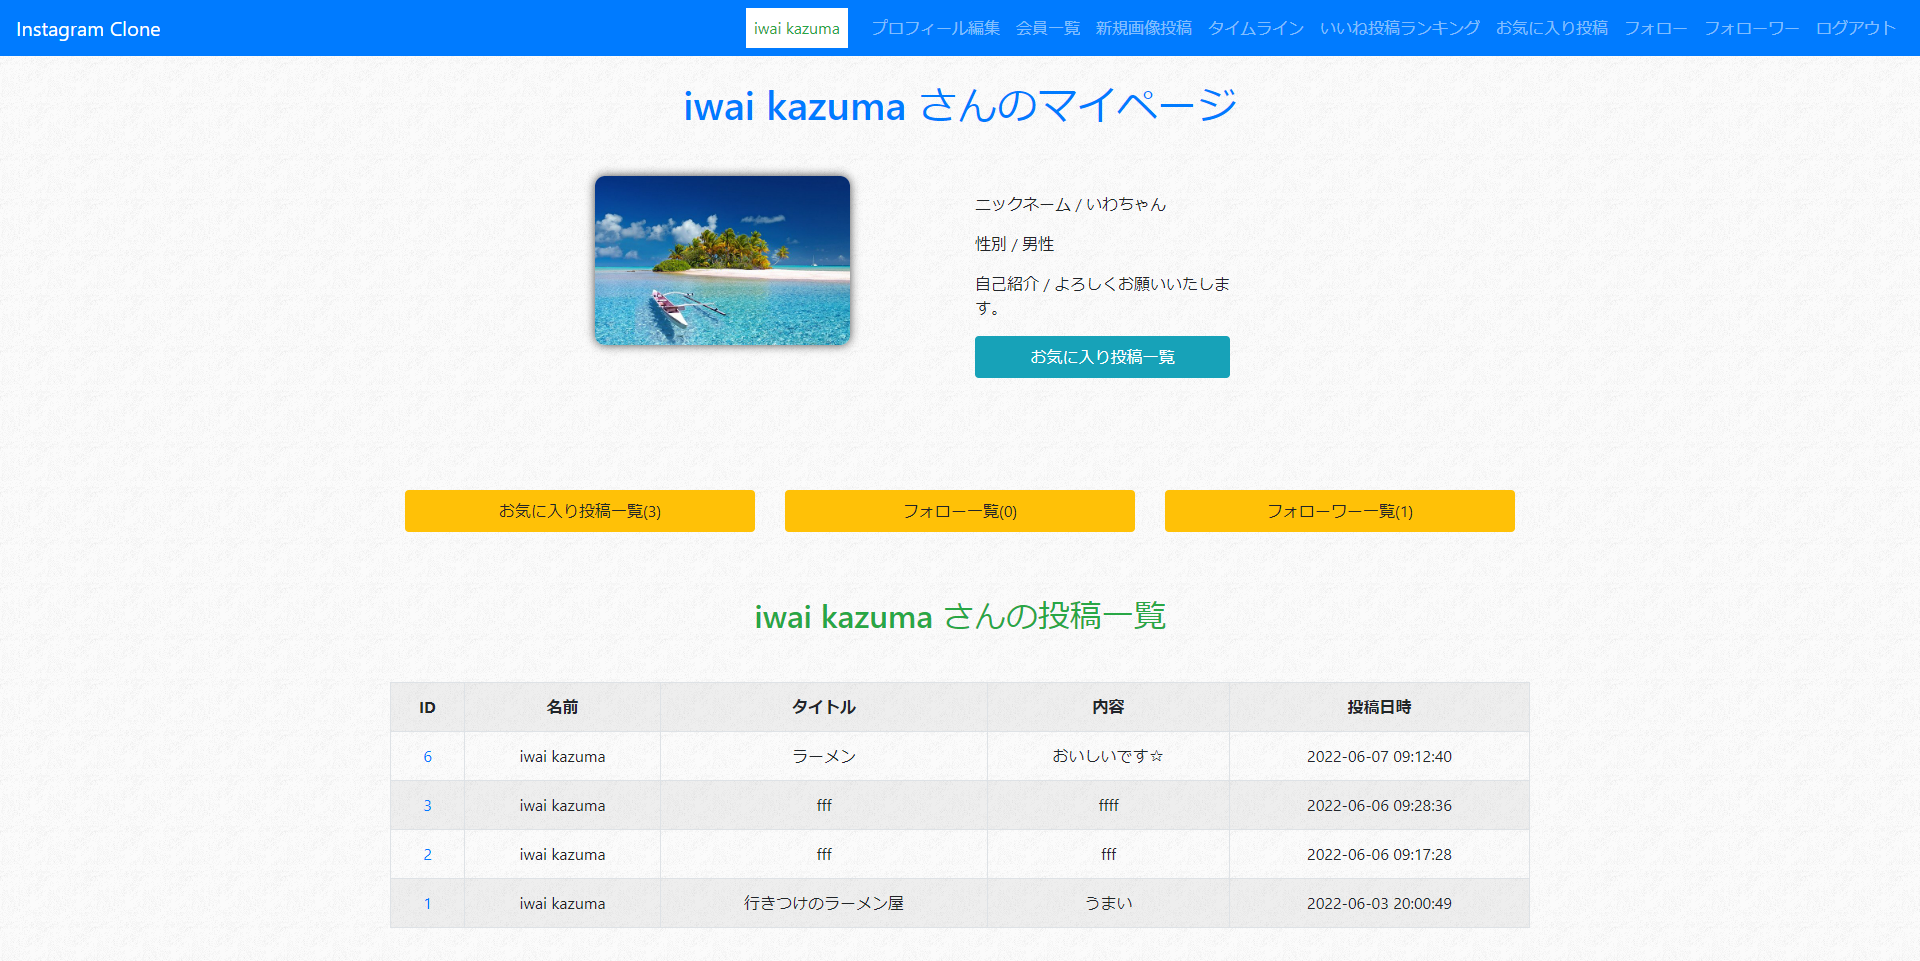 Instagram Clone
iwai kazuma プロフィール編集 会員一覧 新規画像投稿 タイムライン いいね投稿ランキング お気に入り投稿 フォロー フォローワー ログアウト
iwai kazuma さんのマイページ
ニックネーム / いわちゃん
性別 / 男性
自己紹介 / よろしくお願いいたしま
す。
お気に入り投稿一覧
お気に入り投稿一覧(3)
フォロー一覧(0)
フォローワー一覧(1)
iwai kazuma さんの投稿一覧
ID 名前 タイトル 内容 投稿日時
6 iwai kazuma ラーメン おいしいです☆ 2022-06-07 09:12:40
3 iwai kazuma fff ffff 2022-06-06 09:28:36
2 iwai kazuma fff fff 2022-06-06 09:17:28
1 iwai kazuma 行きつけのラーメン屋 うまい 2022-06-03 20:00:49